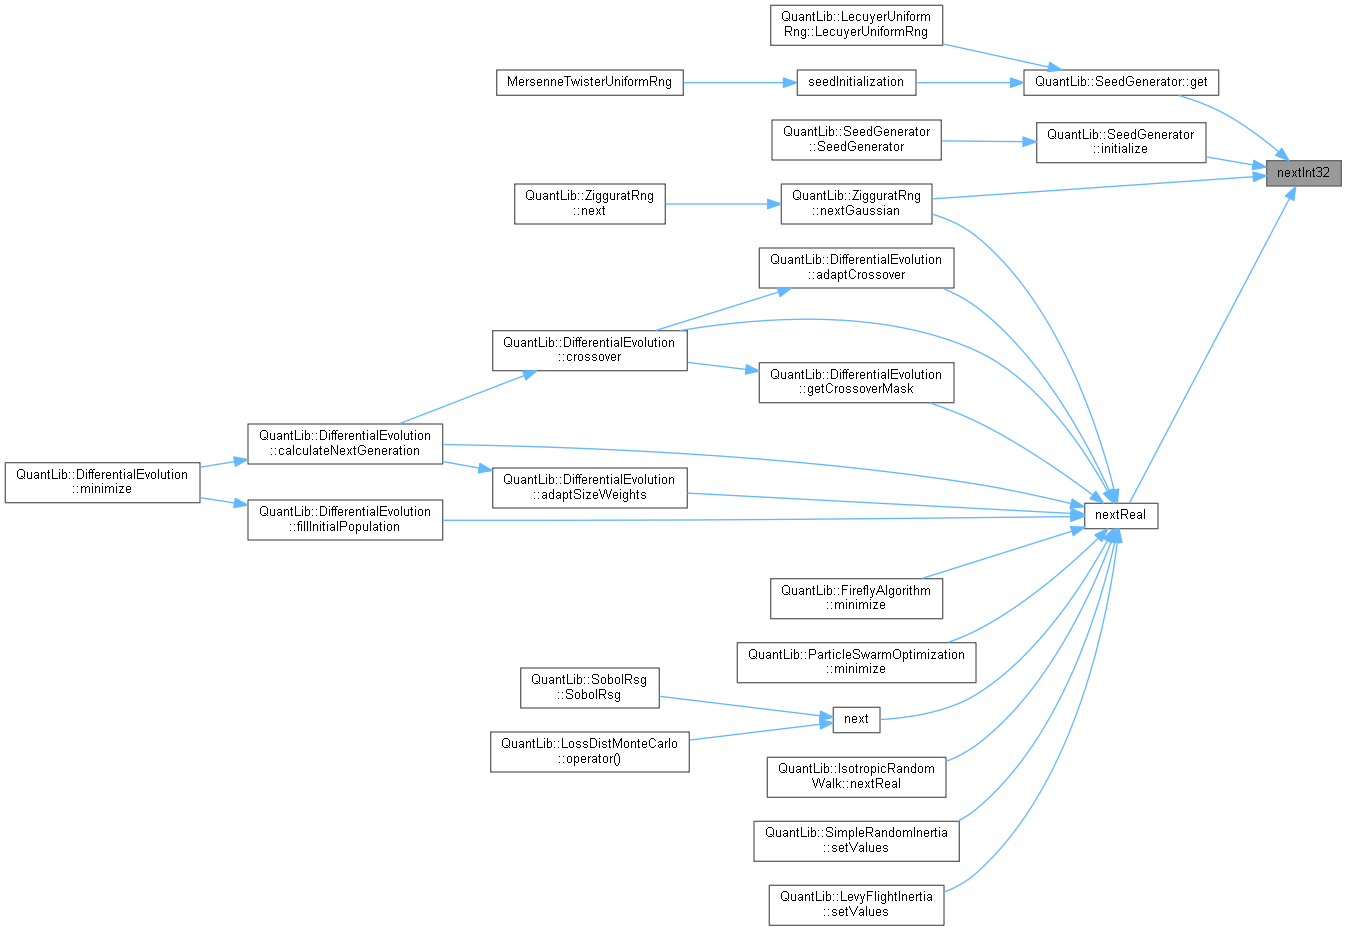 QuantLib::LecuyerUniform
Rng::LecuyerUniformRng
MersenneTwisterUniformRng
seedInitialization
QuantLib::SeedGenerator::get
QuantLib::SeedGenerator
::SeedGenerator
QuantLib::SeedGenerator
::initialize
nextInt32
QuantLib::ZigguratRng
::next
QuantLib::ZigguratRng
::nextGaussian
QuantLib::DifferentialEvolution
::adaptCrossover
QuantLib::DifferentialEvolution
::crossover
QuantLib::DifferentialEvolution
::getCrossoverMask
QuantLib::DifferentialEvolution
::calculateNextGeneration
QuantLib::DifferentialEvolution
::minimize
QuantLib::DifferentialEvolution
::adaptSizeWeights
QuantLib::DifferentialEvolution
::fillInitialPopulation
nextReal
QuantLib::FireflyAlgorithm
::minimize
QuantLib::ParticleSwarmOptimization
::minimize
QuantLib::SobolRsg
::SobolRsg
next
QuantLib::LossDistMonteCarlo
::operator()
QuantLib::IsotropicRandom
Walk::nextReal
QuantLib::SimpleRandomInertia
::setValues
QuantLib::LevyFlightInertia
::setValues